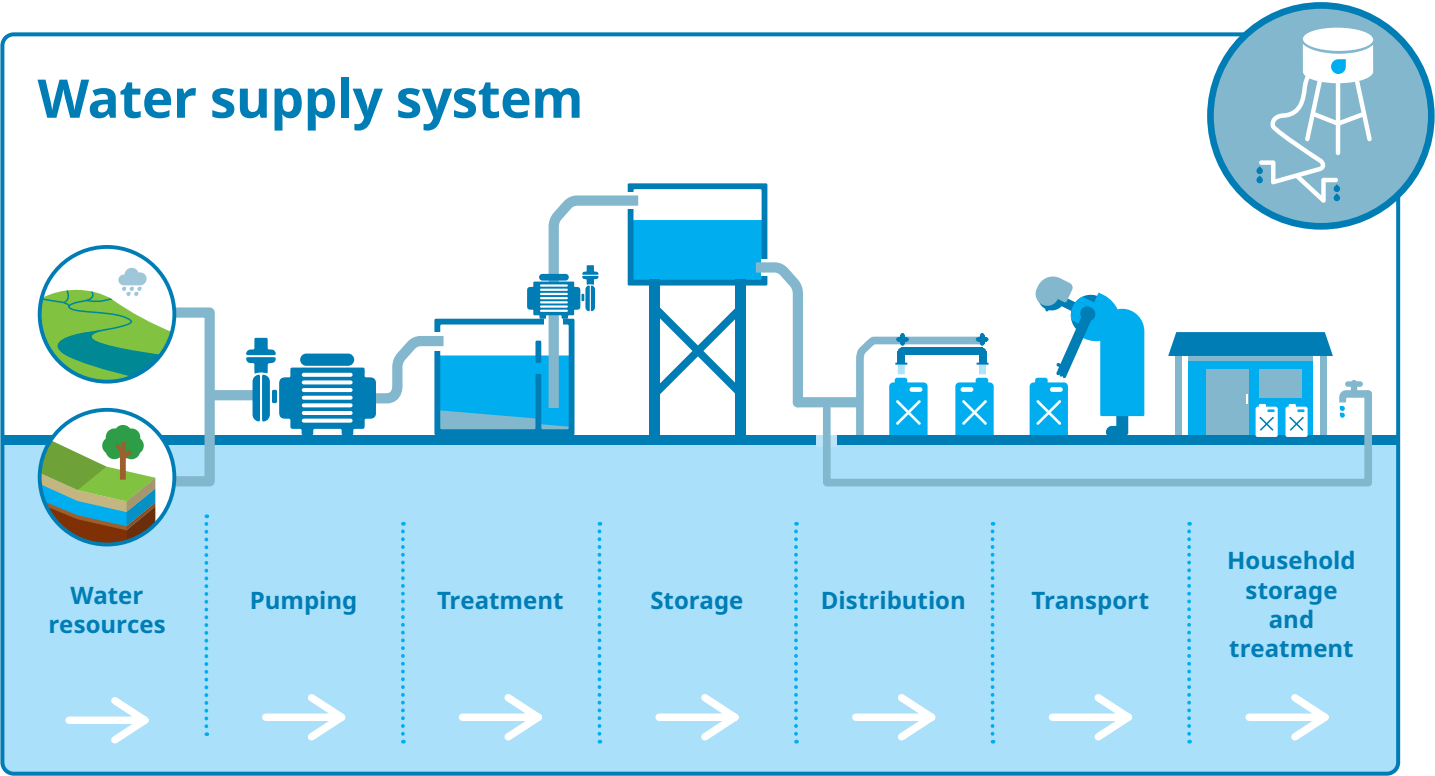 Water supply system
Water
resources
Pumping
Treatment
Storage
Distribution
Transport
Household
storage
and
treatment